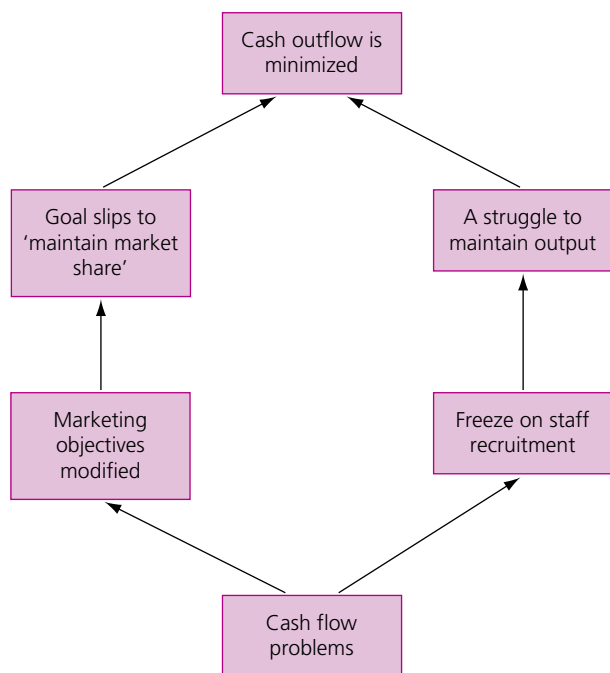 Cash outflow is
minimized
Goal slips to
‘maintain market
share’
A struggle to
maintain output
Marketing
objectives
modified
Freeze on staff
recruitment
Cash flow
problems